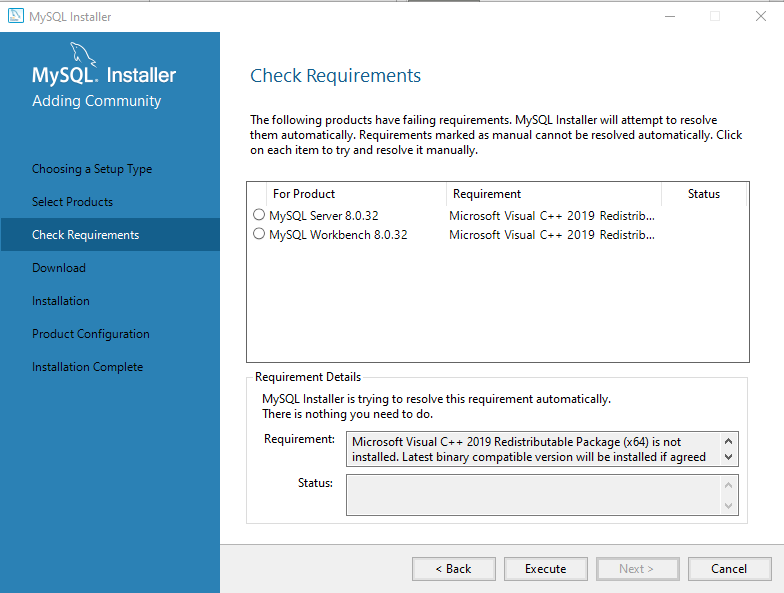 MySQL Installer
MySQL. Installer
Adding Community
Choosing a Setup Type
Select Products
Check Requirements
Download
Installation
Product Configuration
Installation Complete
Check Requirements
The following products have failing requirements. MySQL Installer will attempt to resolve
them automatically. Requirements marked as manual cannot be resolved automatically. Click
on each item to try and resolve it manually.
For Product Requirement Status
MySQL Server 8.0.32 Microsoft Visual C++ 2019 Redistrib...
MySQL Workbench 8.0.32 Microsoft Visual C++ 2019 Redistrib...
Requirement Details
MySQL Installer is trying to resolve this requirement automatically.
There is nothing you need to do.
Requirement: Microsoft Visual C++ 2019 Redistributable Package (x64) is not
installed. Latest binary compatible version will be installed if agreed
Status:
< Back Execute Next > Cancel